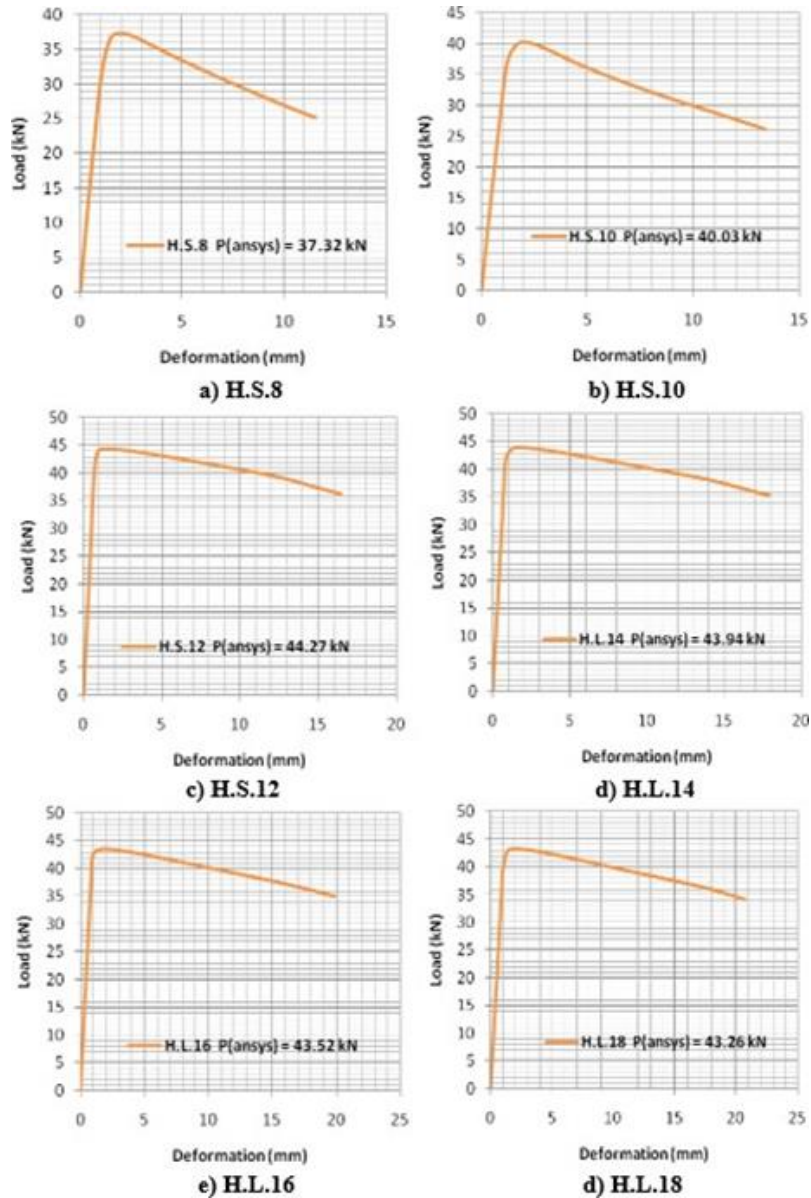 40
35
30
25
20
15
10
5
0
Load (kN)
H.S.8 P(ansys) = 37.32 kN
0 5 10 15
Deformation (mm)
a) H.S.8
45
40
35
30
25
20
15
10
5
0
Load (kN)
H.S.10 P(ansys) = 40.03 kN
0 5 10 15
Deformation (mm)
b) H.S.10
50
45
40
35
30
25
20
15
10
5
0
Load (kN)
H.S.12 P(ansys) = 44.27 kN
0 5 10 15 20
Deformation (mm)
c) H.S.12
50
45
40
35
30
25
20
15
10
5
0
Load (kN)
H.L.14 P(ansys) = 43.94 kN
0 5 10 15 20
Deformation (mm)
d) H.L.14
50
45
40
35
30
25
20
15
10
5
0
Load (kN)
H.L.16 P(ansys) = 43.52 kN
0 5 10 15 20 25
Deformation (mm)
e) H.L.16
50
45
40
35
30
25
20
15
10
5
0
Load (kN)
H.L.18 P(ansys) = 43.26 kN
0 5 10 15 20 25
Deformation (mm)
d) H.L.18